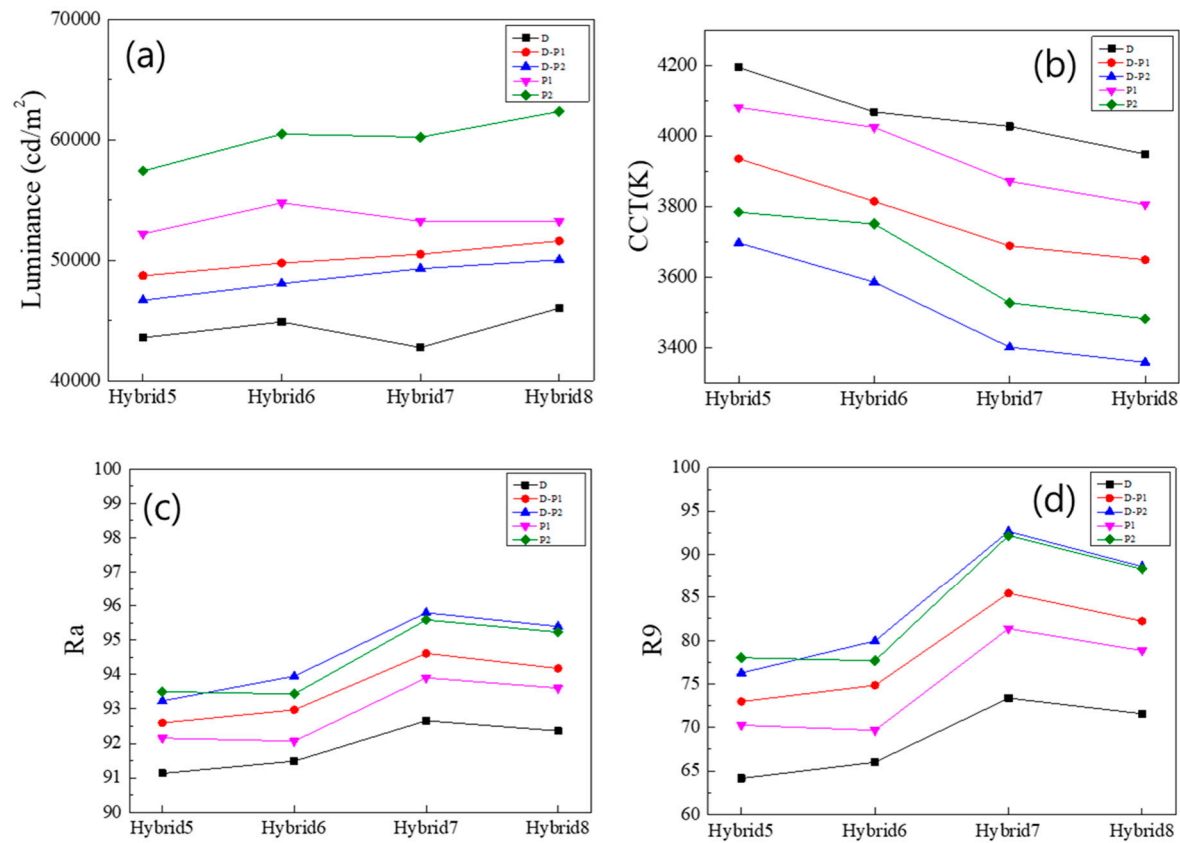 (a)
Luminance (cd/m²)
70000
60000
50000
40000
D
D-P1
D-P2
P1
P2
Hybrid5 Hybrid6 Hybrid7 Hybrid8
(b)
CCT(K)
4200
4000
3800
3600
3400
D
D-P1
D-P2
P1
P2
Hybrid5 Hybrid6 Hybrid7 Hybrid8
(c)
Ra
100
99
98
97
96
95
94
93
92
91
90
D
D-P1
D-P2
P1
P2
Hybrid5 Hybrid6 Hybrid7 Hybrid8
(d)
R9
100
95
90
85
80
75
70
65
60
D
D-P1
D-P2
P1
P2
Hybrid5 Hybrid6 Hybrid7 Hybrid8